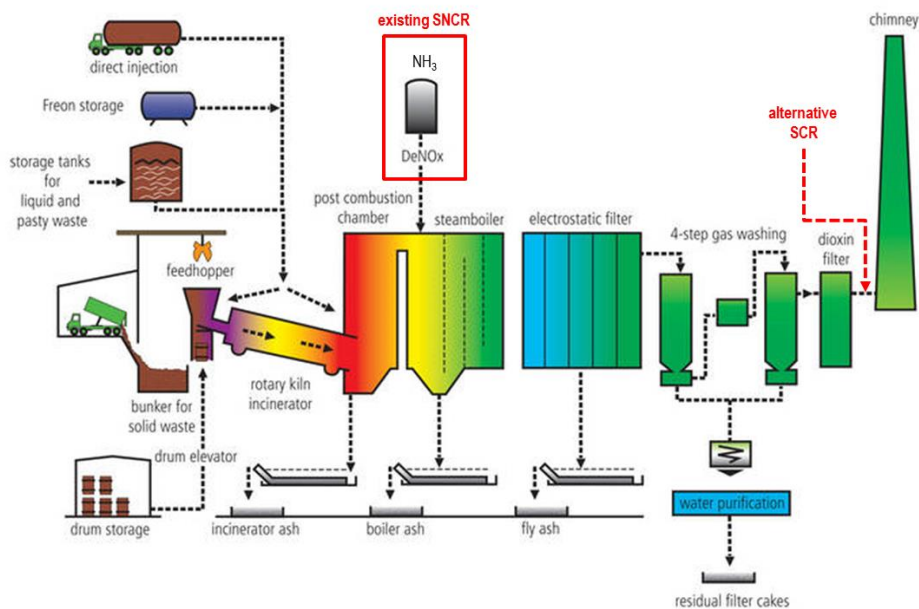 existing SNCR
chimney
NH₃
direct injection
Freon storage
alternative
SCR
DeNOx
storage tanks
for
liquid and
pasty waste
post combustion
chamber
steamboiler
electrostatic filter
4-step gas washing
dioxin
filter
feedhopper
rotary kiln
incinerator
bunker for
solid waste
drum elevator
drum storage
incinerator ash
boiler ash
fly ash
water purification
residual filter cakes